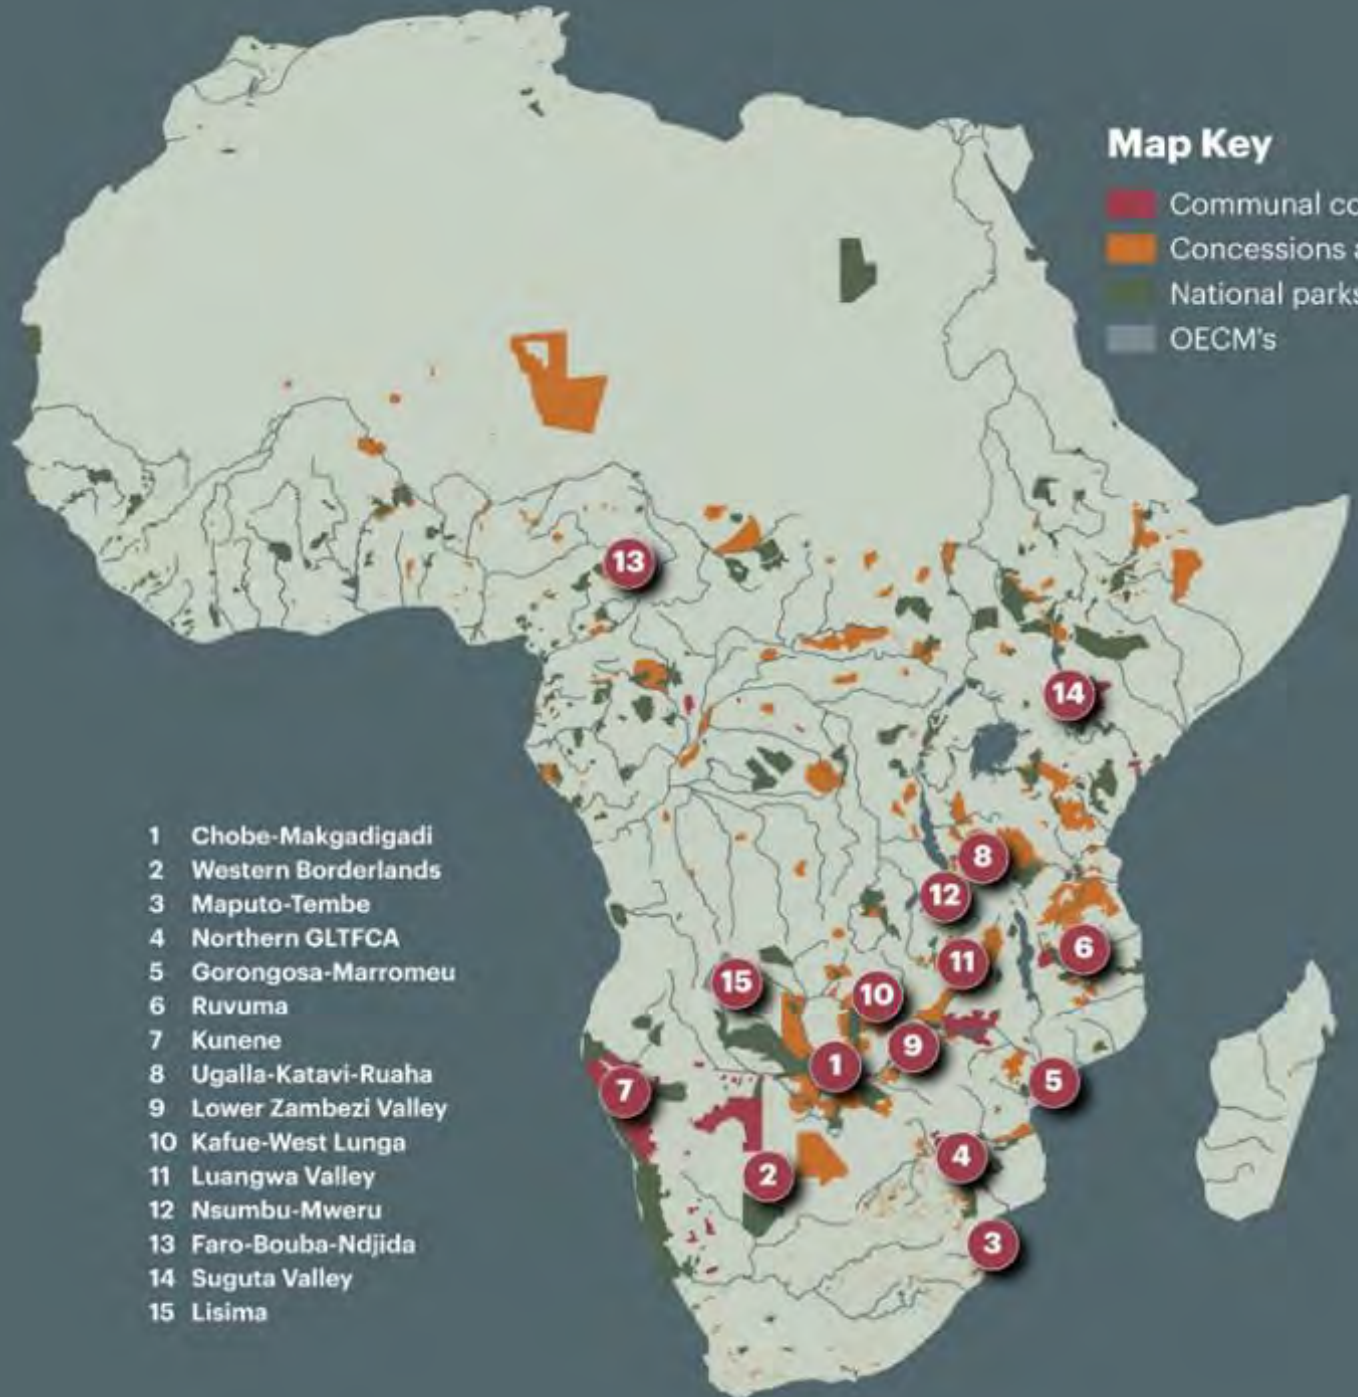 Map Key
Communal co
Concessions a
National parks
OECM's
13
14
8
12
6
11
15
10
9
1
5
7
4
2
3
1 Chobe-Makgadigadi
2 Western Borderlands
3 Maputo-Tembe
4 Northern GLTFCA
5 Gorongosa-Marromeu
6 Ruvuma
7 Kunene
8 Ugalla-Katavi-Ruaha
9 Lower Zambezi Valley
10 Kafue-West Lunga
11 Luangwa Valley
12 Nsumbu-Mweru
13 Faro-Bouba-Ndjida
14 Suguta Valley
15 Lisima